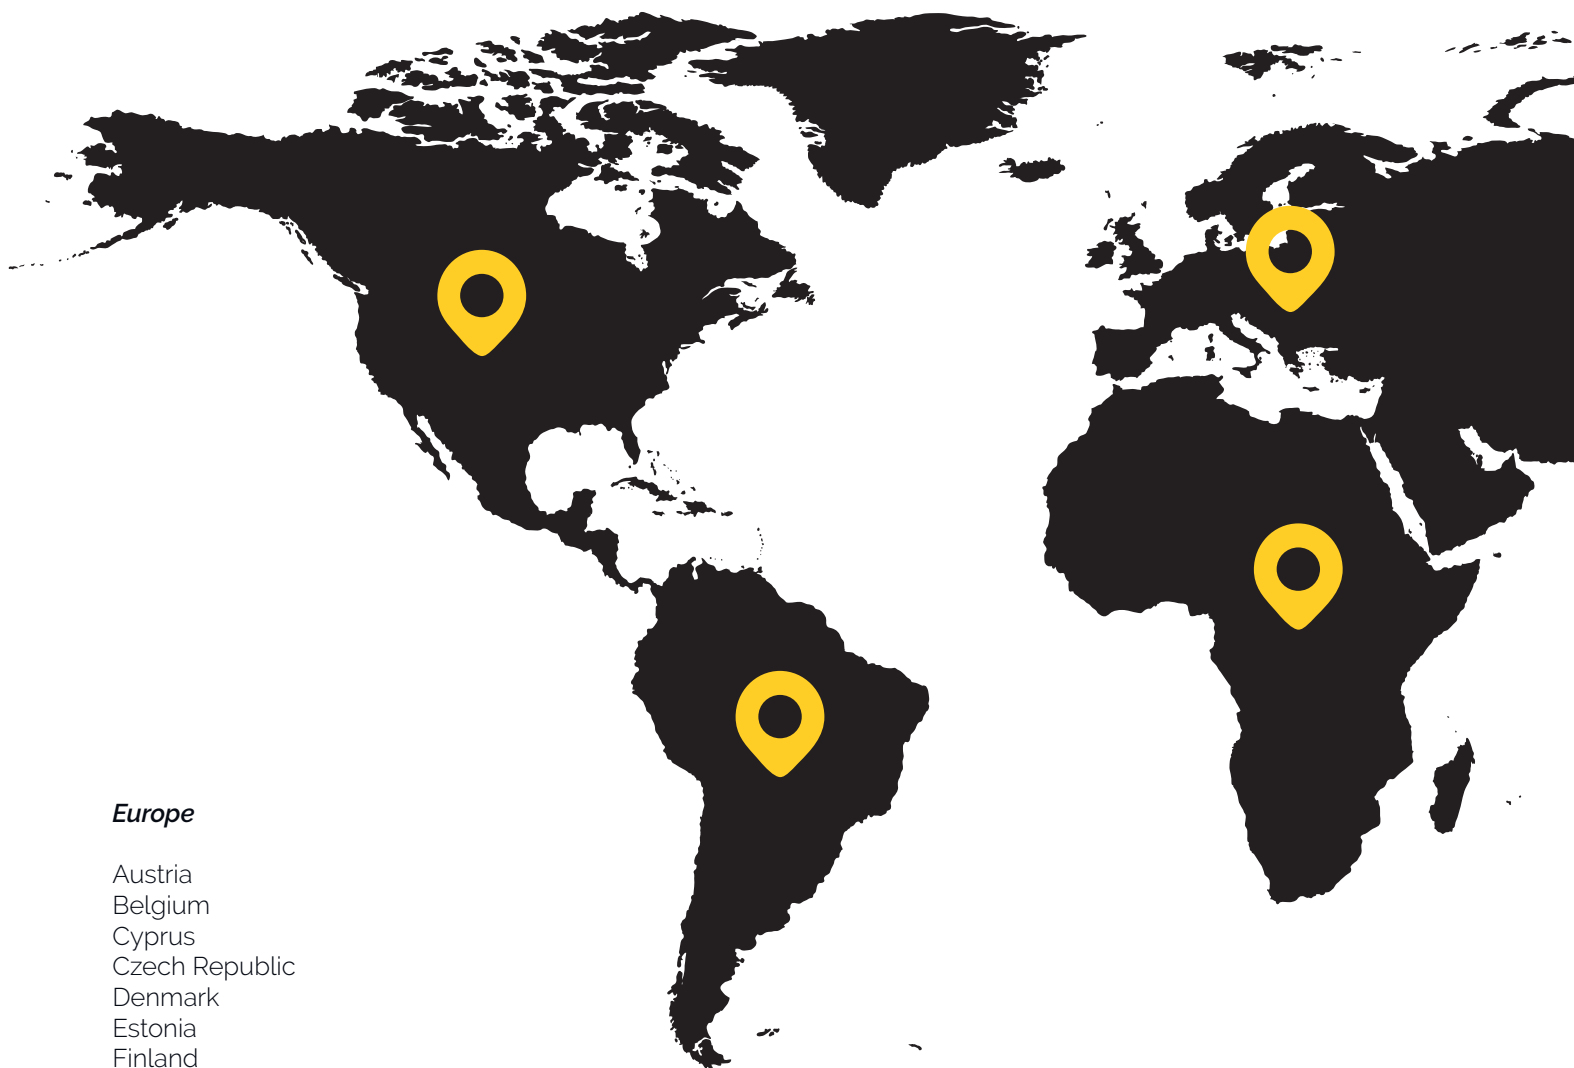 Europe
Austria
Belgium
Cyprus
Czech Republic
Denmark
Estonia
Finland